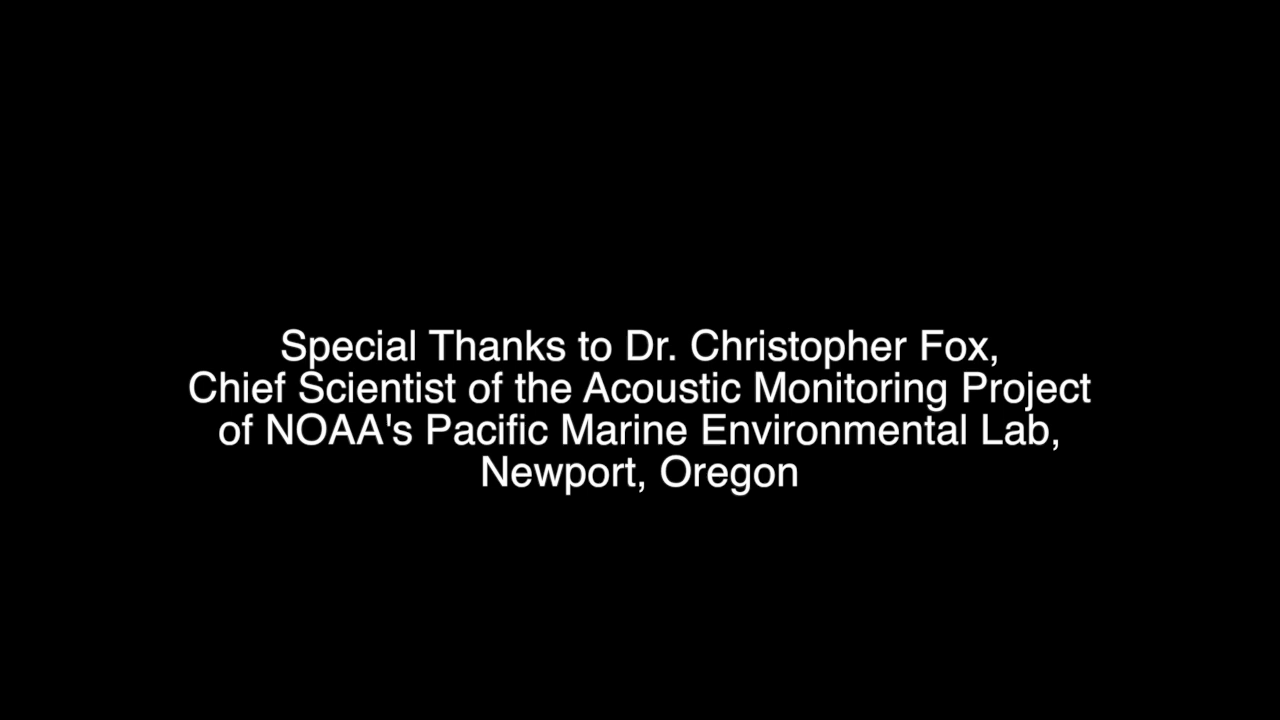 Special Thanks to Dr. Christopher Fox,
Chief Scientist of the Acoustic Monitoring Project
of NOAA's Pacific Marine Environmental Lab,
Newport, Oregon